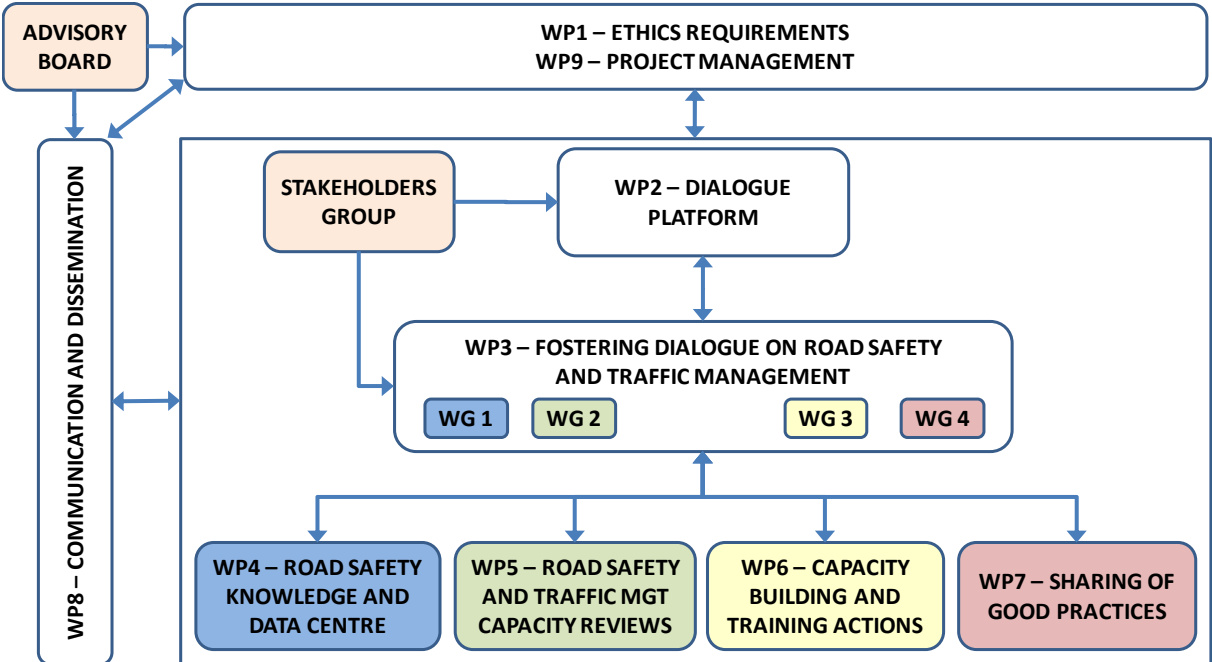 ADVISORY
BOARD
WP1 – ETHICS REQUIREMENTS
WP9 – PROJECT MANAGEMENT
WP8 – COMMUNICATION AND DISSEMINATION
STAKEHOLDERS
GROUP
WP2 – DIALOGUE
PLATFORM
WP3 – FOSTERING DIALOGUE ON ROAD SAFETY
AND TRAFFIC MANAGEMENT
WG 1
WG 2
WG 3
WG 4
WP4 – ROAD SAFETY
KNOWLEDGE AND
DATA CENTRE
WP5 – ROAD SAFETY
AND TRAFFIC MGT
CAPACITY REVIEWS
WP6 – CAPACITY
BUILDING AND
TRAINING ACTIONS
WP7 – SHARING OF
GOOD PRACTICES